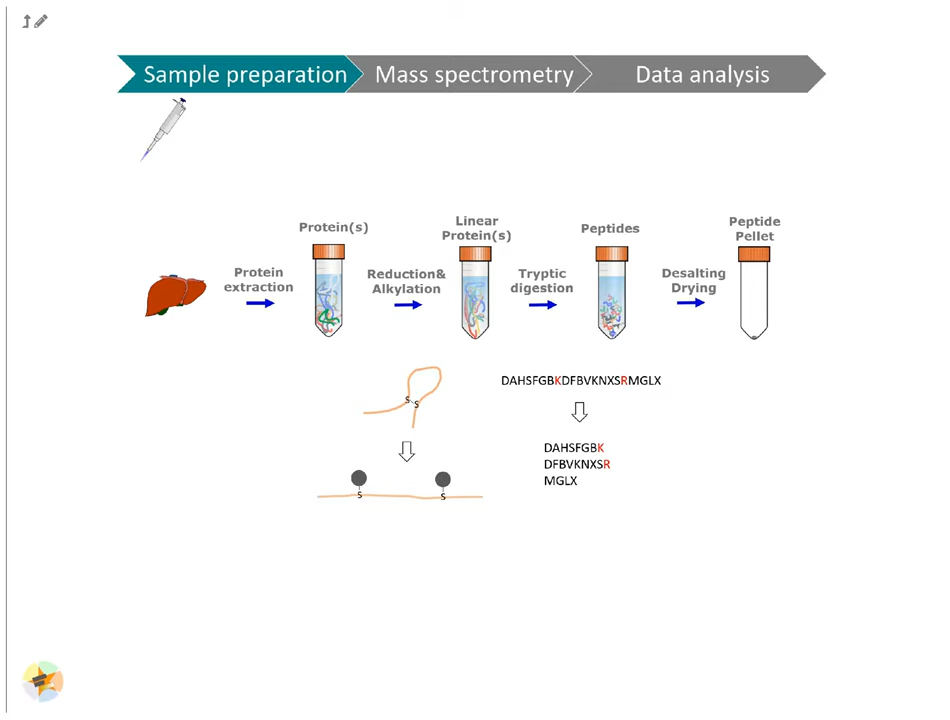 Sample preparation
Mass spectrometry
Data analysis
Protein(s)
Linear
Protein(s)
Peptides
Peptide
Pellet
Protein
extraction
Reduction&
Alkylation
Tryptic
digestion
Desalting
Drying
S
S
DAHSFGBKDFBVKNXSRMGLX
DAHSFGBK
DFBVKNXSR
MGLX
S
S